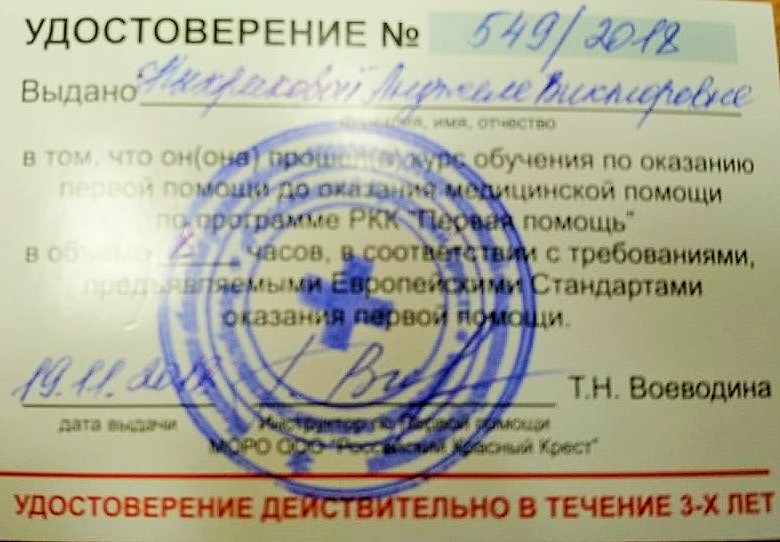 УДОСТОВЕРЕНИЕ № 549/2018
Выдано Викторовне
фамилия, имя, отчество
в том, что он(она) прошел(а) курс обучения по оказанию
первой помощи до оказания медицинской помощи
по программе РКК "Первая помощь"
в объеме 8 часов, в соответствии с требованиями,
предъявляемыми Европейскими Стандартами
оказания первой помощи.
19.11.2018 Т.Н. Воеводина
дата выдачи Инструктор по Первой помощи
МОРО ООО "Российский Красный Крест"
УДОСТОВЕРЕНИЕ ДЕЙСТВИТЕЛЬНО В ТЕЧЕНИЕ 3-Х ЛЕТ